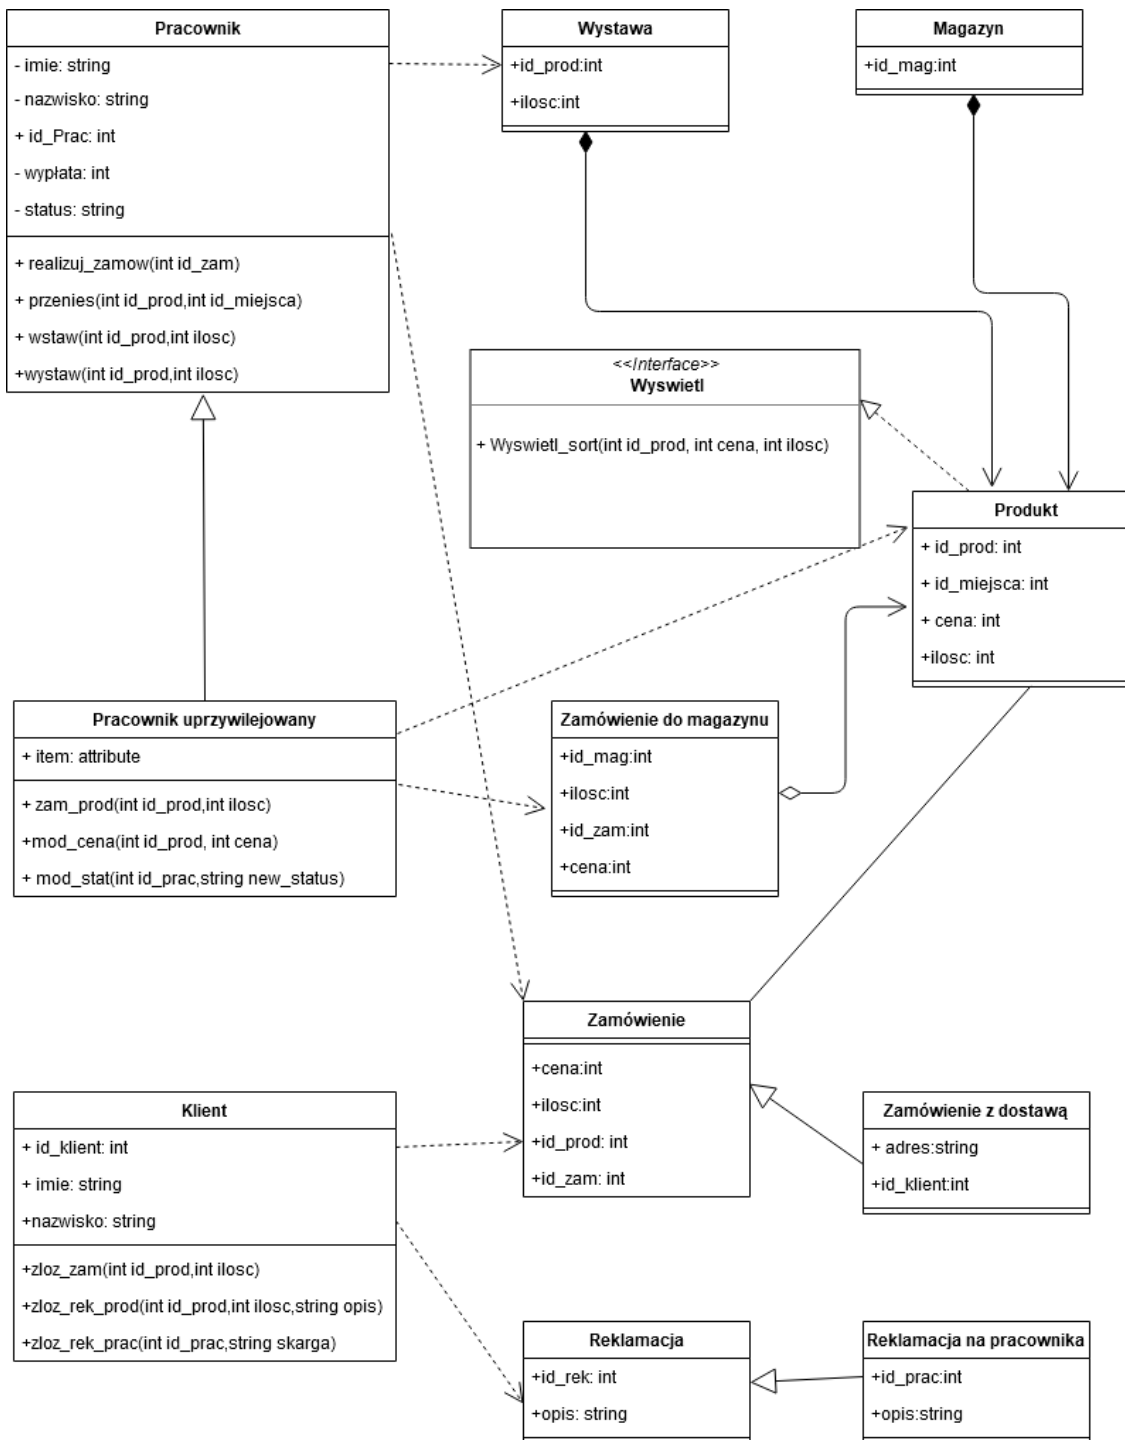 Pracownik
- imie: string
- nazwisko: string
+ id_Prac: int
- wypłata: int
- status: string
+ realizuj_zamow(int id_zam)
+ przenies(int id_prod,int id_miejsca)
+ wstaw(int id_prod,int ilosc)
+wystaw(int id_prod,int ilosc)
Wystawa
+id_prod:int
+ilosc:int
Magazyn
+id_mag:int
<<Interface>>
Wyswietl
+ Wyswietl_sort(int id_prod, int cena, int ilosc)
Produkt
+ id_prod: int
+ id_miejsca: int
+ cena: int
+ilosc: int
Pracownik uprzywilejowany
+ item: attribute
+ zam_prod(int id_prod,int ilosc)
+mod_cena(int id_prod, int cena)
+ mod_stat(int id_prac,string new_status)
Zamówienie do magazynu
+id_mag:int
+ilosc:int
+id_zam:int
+cena:int
Zamówienie
+cena:int
+ilosc:int
+id_prod: int
+id_zam: int
Klient
+ id_klient: int
+ imie: string
+nazwisko: string
+zloz_zam(int id_prod,int ilosc)
+zloz_rek_prod(int id_prod,int ilosc,string opis)
+zloz_rek_prac(int id_prac,string skarga)
Zamówienie z dostawą
+ adres:string
+id_klient:int
Reklamacja
+id_rek: int
+opis: string
Reklamacja na pracownika
+id_prac:int
+opis:string